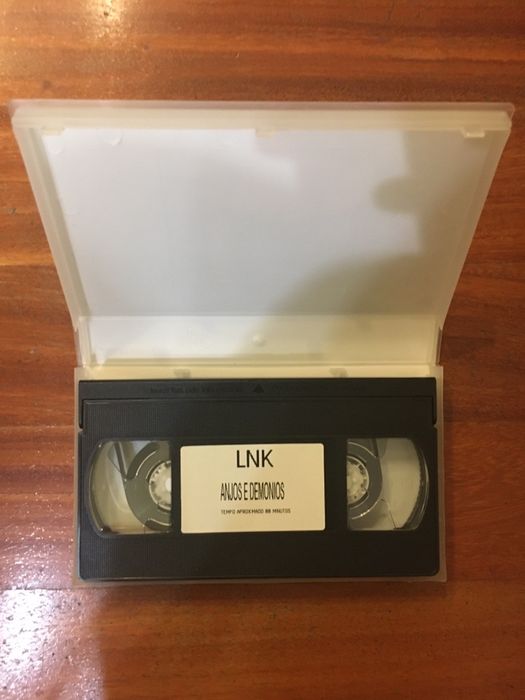 LNK
ANJOS E DEMONIOS
TEMPO APROXIMADO 88 MINUTOS